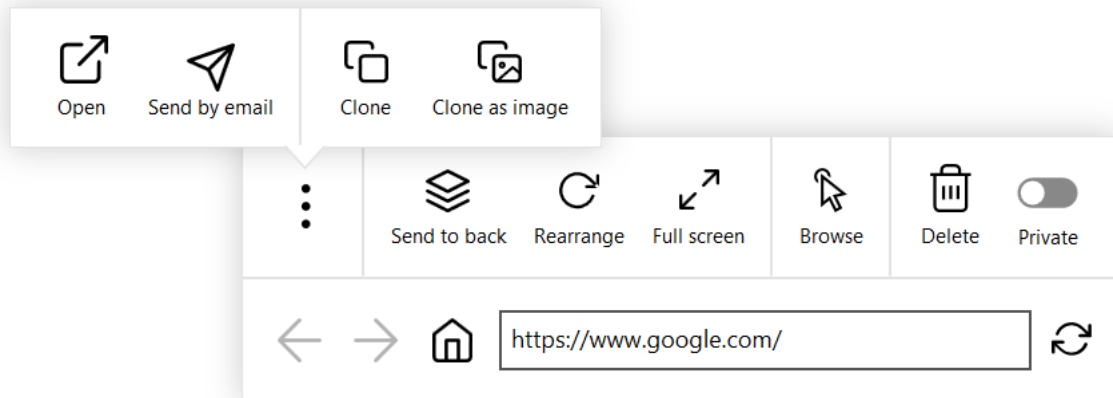 Open
Send by email
Clone
Clone as image
Send to back
Rearrange
Full screen
Browse
Delete
Private
https://www.google.com/